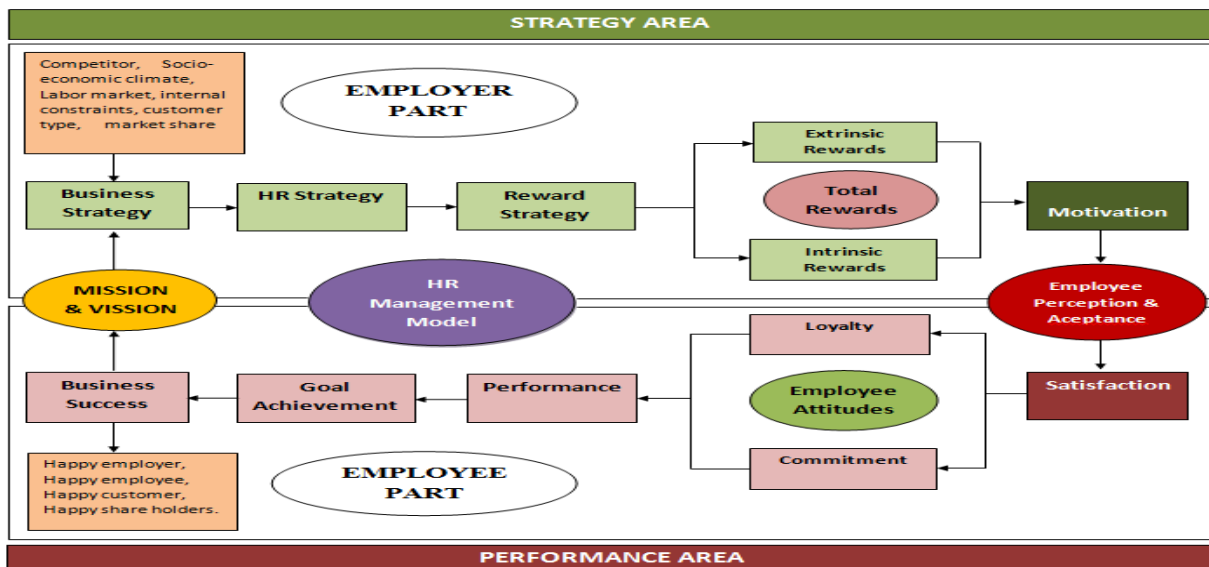 STRATEGY AREA
Competitor, Socio-
economic climate,
Labor market, internal
constraints, customer
type, market share
EMPLOYER
PART
Business
Strategy
HR Strategy
Reward
Strategy
Extrinsic
Rewards
Total
Rewards
Intrinsic
Rewards
Motivation
MISSION
& VISSION
HR
Management
Model
Employee
Perception &
Aceptance
Loyalty
Employee
Attitudes
Commitment
Satisfaction
Performance
Goal
Achievement
Business
Success
Happy employer,
Happy employee,
Happy customer,
Happy share holders.
EMPLOYEE
PART
PERFORMANCE AREA